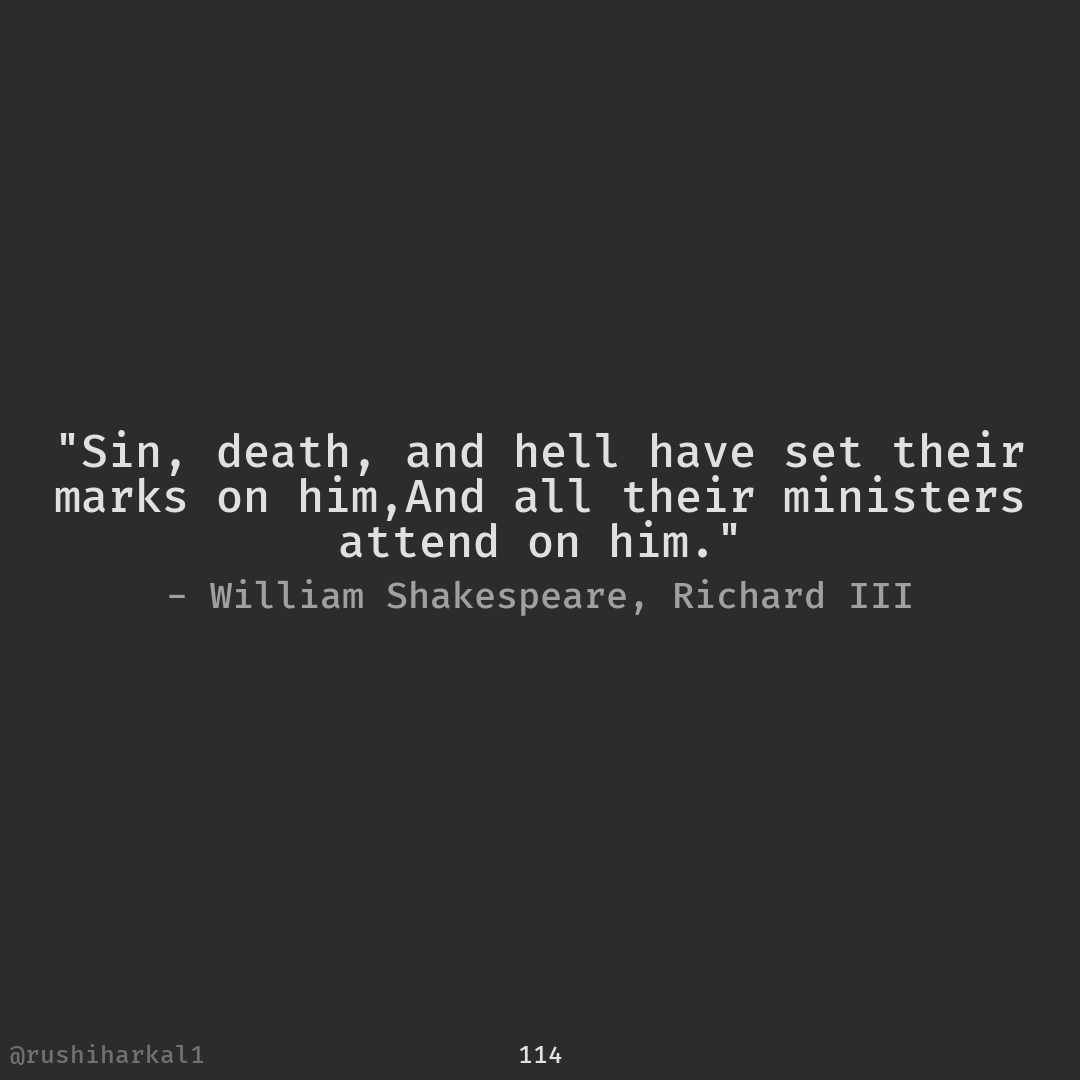 "Sin, death, and hell have set their
marks on him,And all their ministers
attend on him."
- William Shakespeare, Richard III
@rushiharkal1
114